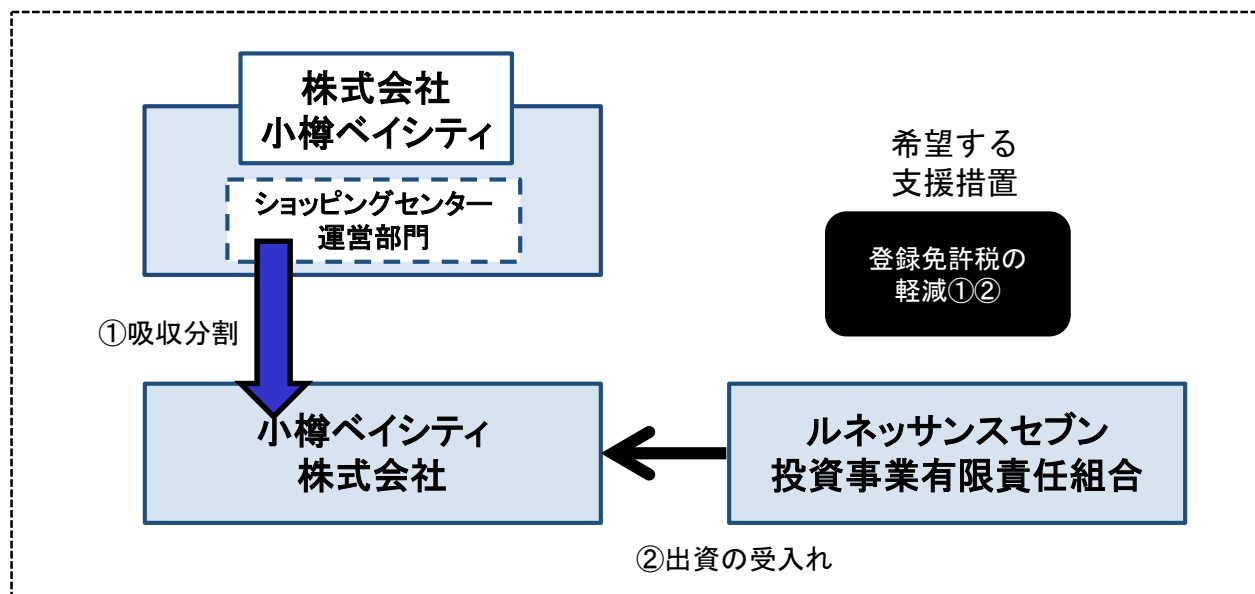 株式会社
小樽ベイシティ
ショッピングセンター
運営部門
希望する
支援措置
登録免許税の
軽減①②
①吸収分割
小樽ベイシティ
株式会社
ルネッサンスセブン
投資事業有限責任組合
②出資の受入れ